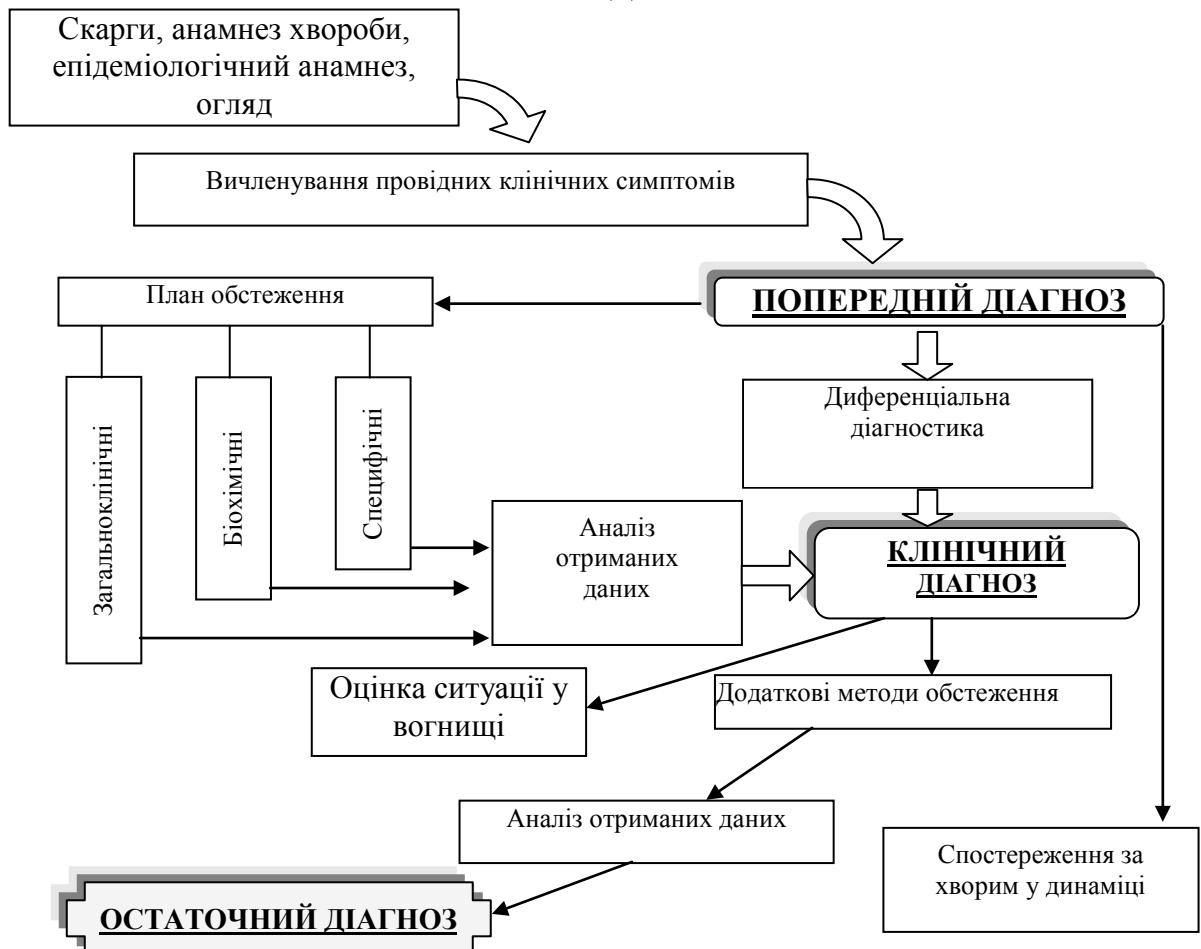 Скарги, анамнез хвороби,
епідеміологічний анамнез,
огляд
Вичленування провідних клінічних симптомів
План обстеження
ПОПЕРЕДНІЙ ДІАГНОЗ
Загальноклінічні
Біохімічні
Специфічні
Диференціальна
діагностика
Аналіз
отриманих
даних
КЛІНІЧНИЙ
ДІАГНОЗ
Оцінка ситуації у
вогнищі
Додаткові методи обстеження
Аналіз отриманих даних
Спостереження за
хворим у динаміці
ОСТАТОЧНИЙ ДІАГНОЗ